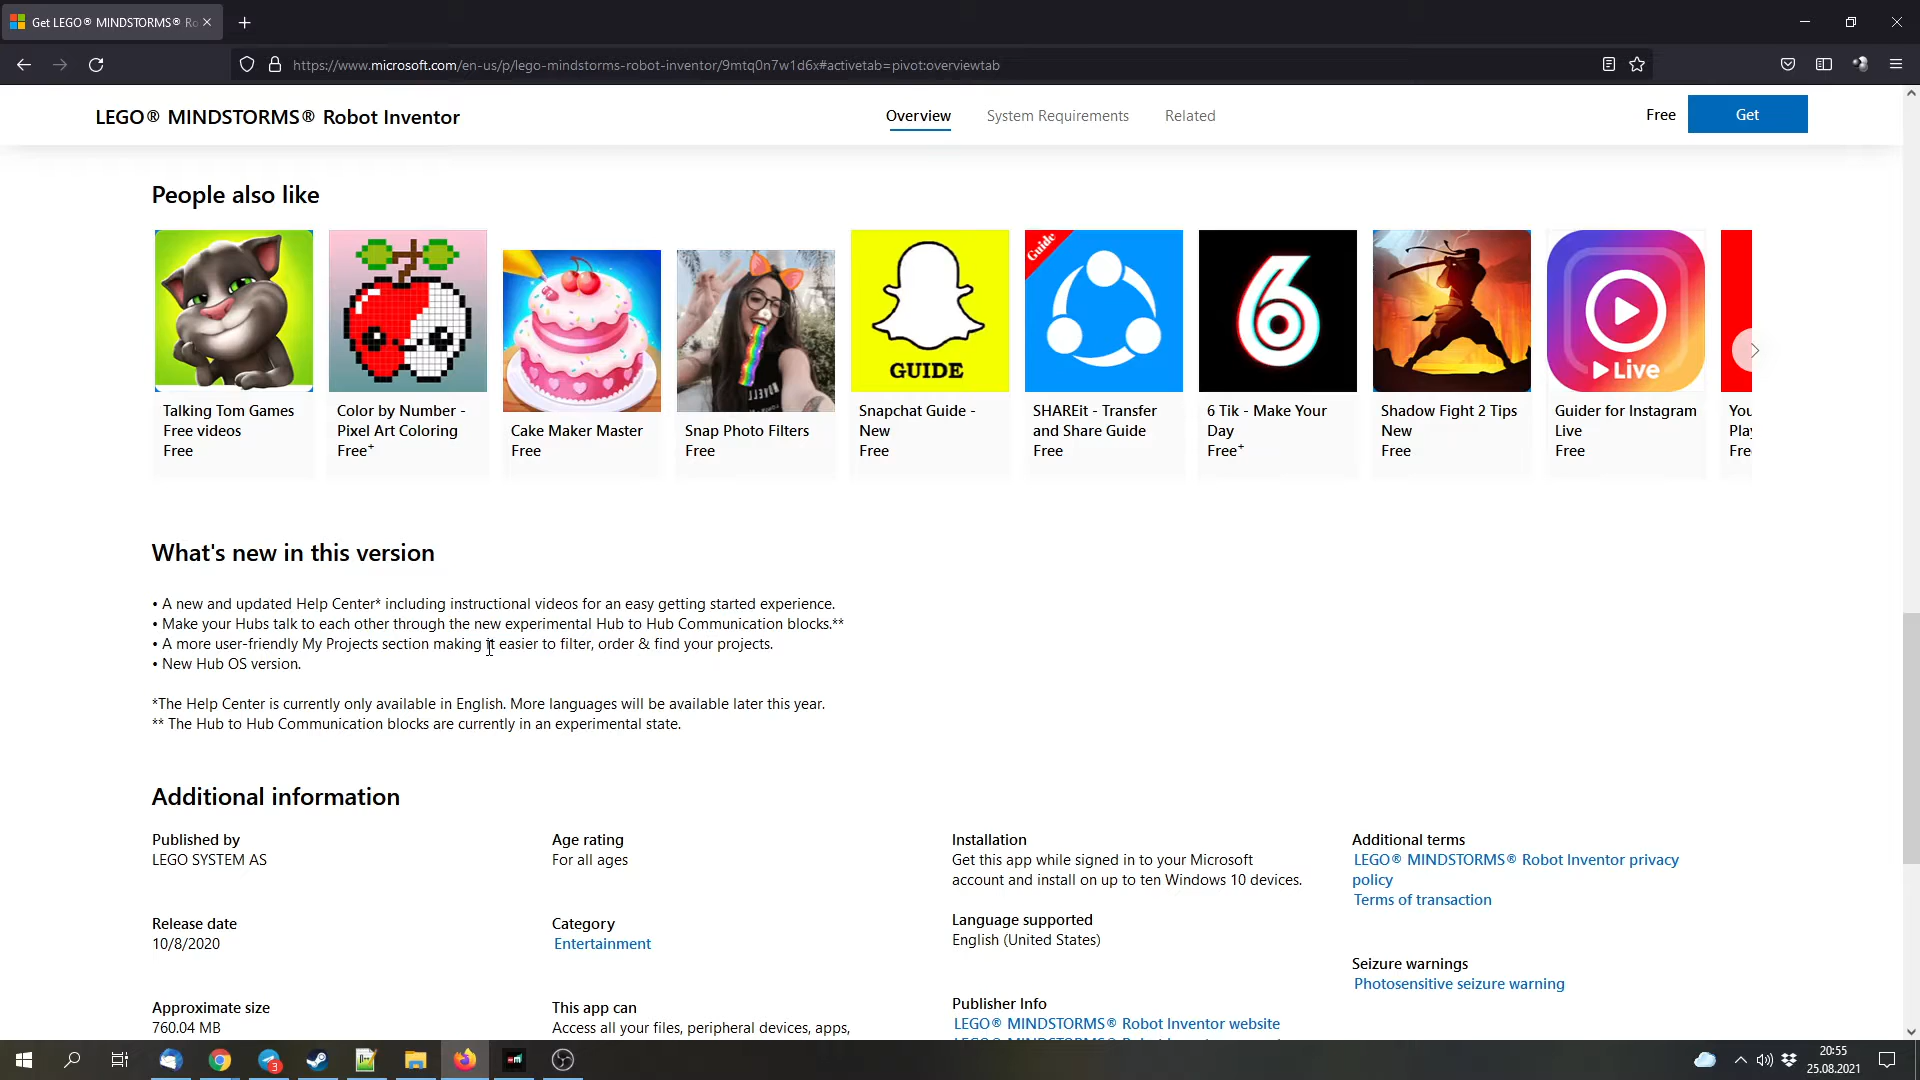 Get LEGO® MINDSTORMS® Ro
https://www.microsoft.com/en-us/p/lego-mindstorms-robot-inventor/9mtq0n7w1d6x#activetab=pivot:overviewtab
LEGO® MINDSTORMS® Robot Inventor
Overview
System Requirements
Related
Free
Get
People also like
GUIDE
Guide
6
Live
Talking Tom Games
Free videos
Free
Color by Number -
Pixel Art Coloring
Free+
Cake Maker Master
Free
Snap Photo Filters
Free
Snapchat Guide -
New
Free
SHAREit - Transfer
and Share Guide
Free
6 Tik - Make Your
Day
Free+
Shadow Fight 2 Tips
New
Free
Guider for Instagram
Live
Free
What's new in this version
• A new and updated Help Center* including instructional videos for an easy getting started experience.
• Make your Hubs talk to each other through the new experimental Hub to Hub Communication blocks.**
• A more user-friendly My Projects section making it easier to filter, order & find your projects.
• New Hub OS version.
*The Help Center is currently only available in English. More languages will be available later this year.
** The Hub to Hub Communication blocks are currently in an experimental state.
Additional information
Published by
LEGO SYSTEM AS
Age rating
For all ages
Installation
Get this app while signed in to your Microsoft
account and install on up to ten Windows 10 devices.
Additional terms
LEGO® MINDSTORMS® Robot Inventor privacy
policy
Terms of transaction
Release date
10/8/2020
Category
Entertainment
Language supported
English (United States)
Seizure warnings
Photosensitive seizure warning
Approximate size
760.04 MB
This app can
Access all your files, peripheral devices, apps,
Publisher Info
LEGO® MINDSTORMS® Robot Inventor website
3
20:55
25.08.2021